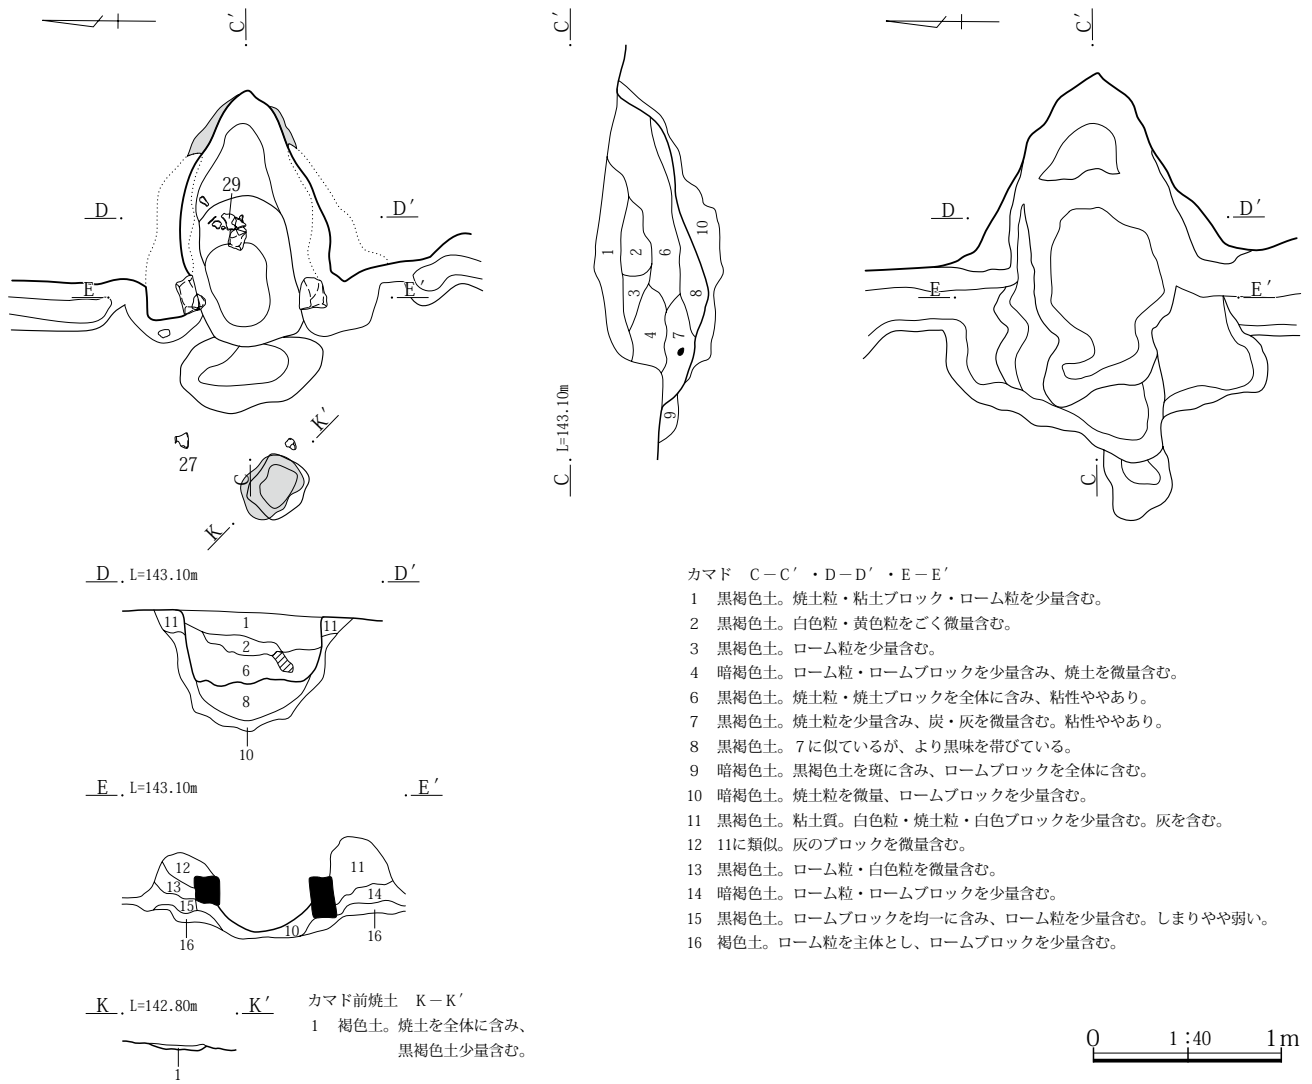 C′
C′
C′
29
D
D′
E
E′
27
K′
C
K
1
2
3
4
6
7
8
9
10
C L=143.10m
D
D′
E
E′
C
D L=143.10m D′
11
1
11
2
6
8
10
E L=143.10m E′
12
13
15
16
10
11
14
16
K L=142.80m K′
1
カマド前焼土 K－K′
1 褐色土。焼土を全体に含み、
黒褐色土少量含む。
カマド C－C′・D－D′・E－E′
1 黒褐色土。焼土粒・粘土ブロック・ローム粒を少量含む。
2 黒褐色土。白色粒・黄色粒をごく微量含む。
3 黒褐色土。ローム粒を少量含む。
4 暗褐色土。ローム粒・ロームブロックを少量含み、焼土を微量含む。
6 黒褐色土。焼土粒・焼土ブロックを全体に含み、粘性ややあり。
7 黒褐色土。焼土粒を少量含み、炭・灰を微量含む。粘性ややあり。
8 黒褐色土。７に似ているが、より黒味を帯びている。
9 暗褐色土。黒褐色土を斑に含み、ロームブロックを全体に含む。
10 暗褐色土。焼土粒を微量、ロームブロックを少量含む。
11 黒褐色土。粘土質。白色粒・焼土粒・白色ブロックを少量含む。灰を含む。
12 11に類似。灰のブロックを微量含む。
13 黒褐色土。ローム粒・白色粒を微量含む。
14 暗褐色土。ローム粒・ロームブロックを少量含む。
15 黒褐色土。ロームブロックを均一に含み、ローム粒を少量含む。しまりやや弱い。
16 褐色土。ローム粒を主体とし、ロームブロックを少量含む。
0 1：40 1m